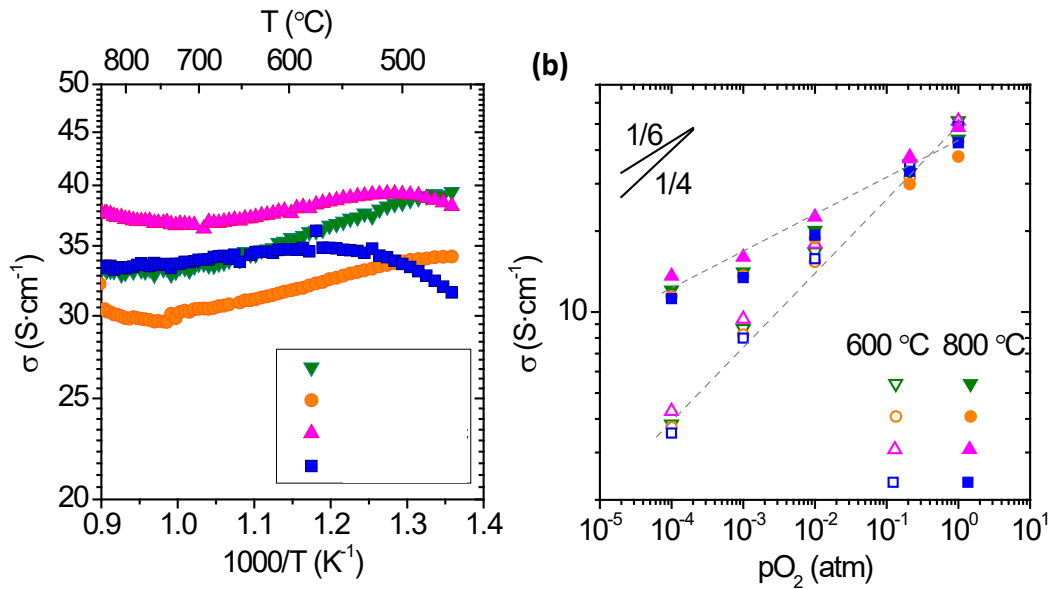 T (°C)
800 700 600 500
50
45
40
35
30
25
20
σ (S·cm⁻¹)
0.9 1.0 1.1 1.2 1.3 1.4
1000/T (K⁻¹)
(b)
1/6
1/4
10
σ (S·cm⁻¹)
600 °C 800 °C
10⁻⁵ 10⁻⁴ 10⁻³ 10⁻² 10⁻¹ 10⁰ 10¹
pO₂ (atm)